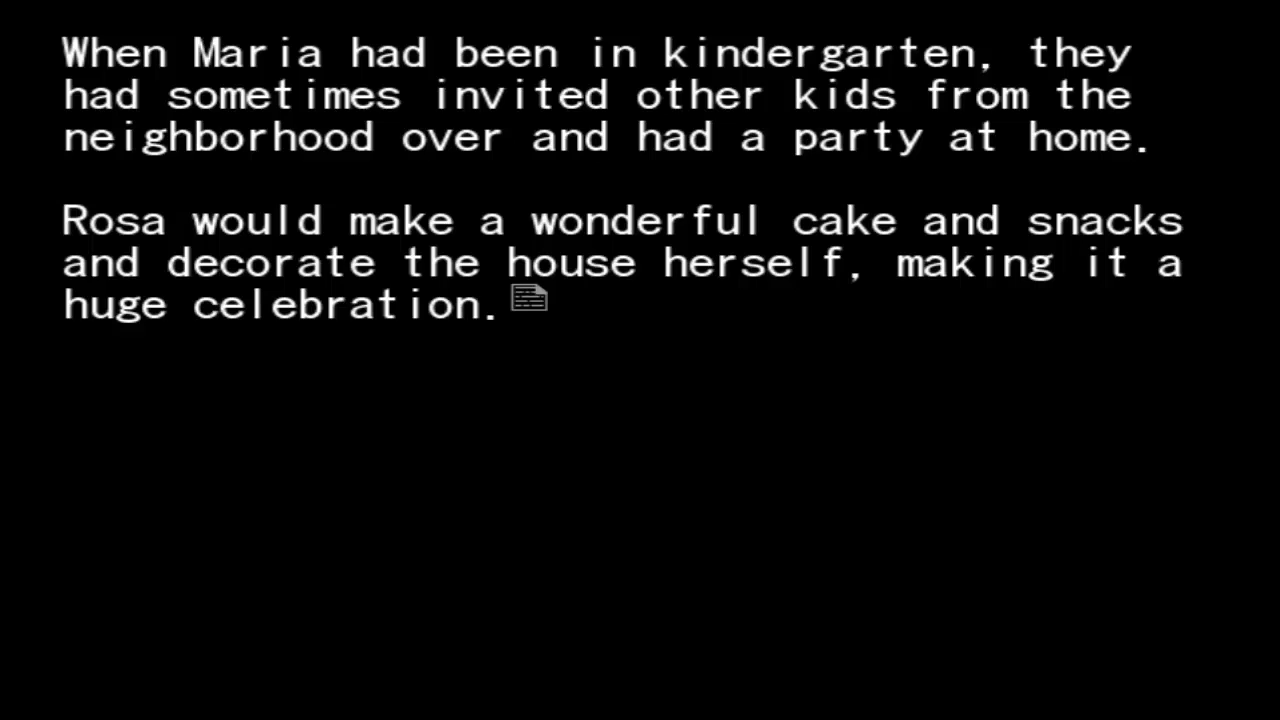 When Maria had been in kindergarten, they
had sometimes invited other kids from the
neighborhood over and had a party at home.
Rosa would make a wonderful cake and snacks
and decorate the house herself, making it a
huge celebration.